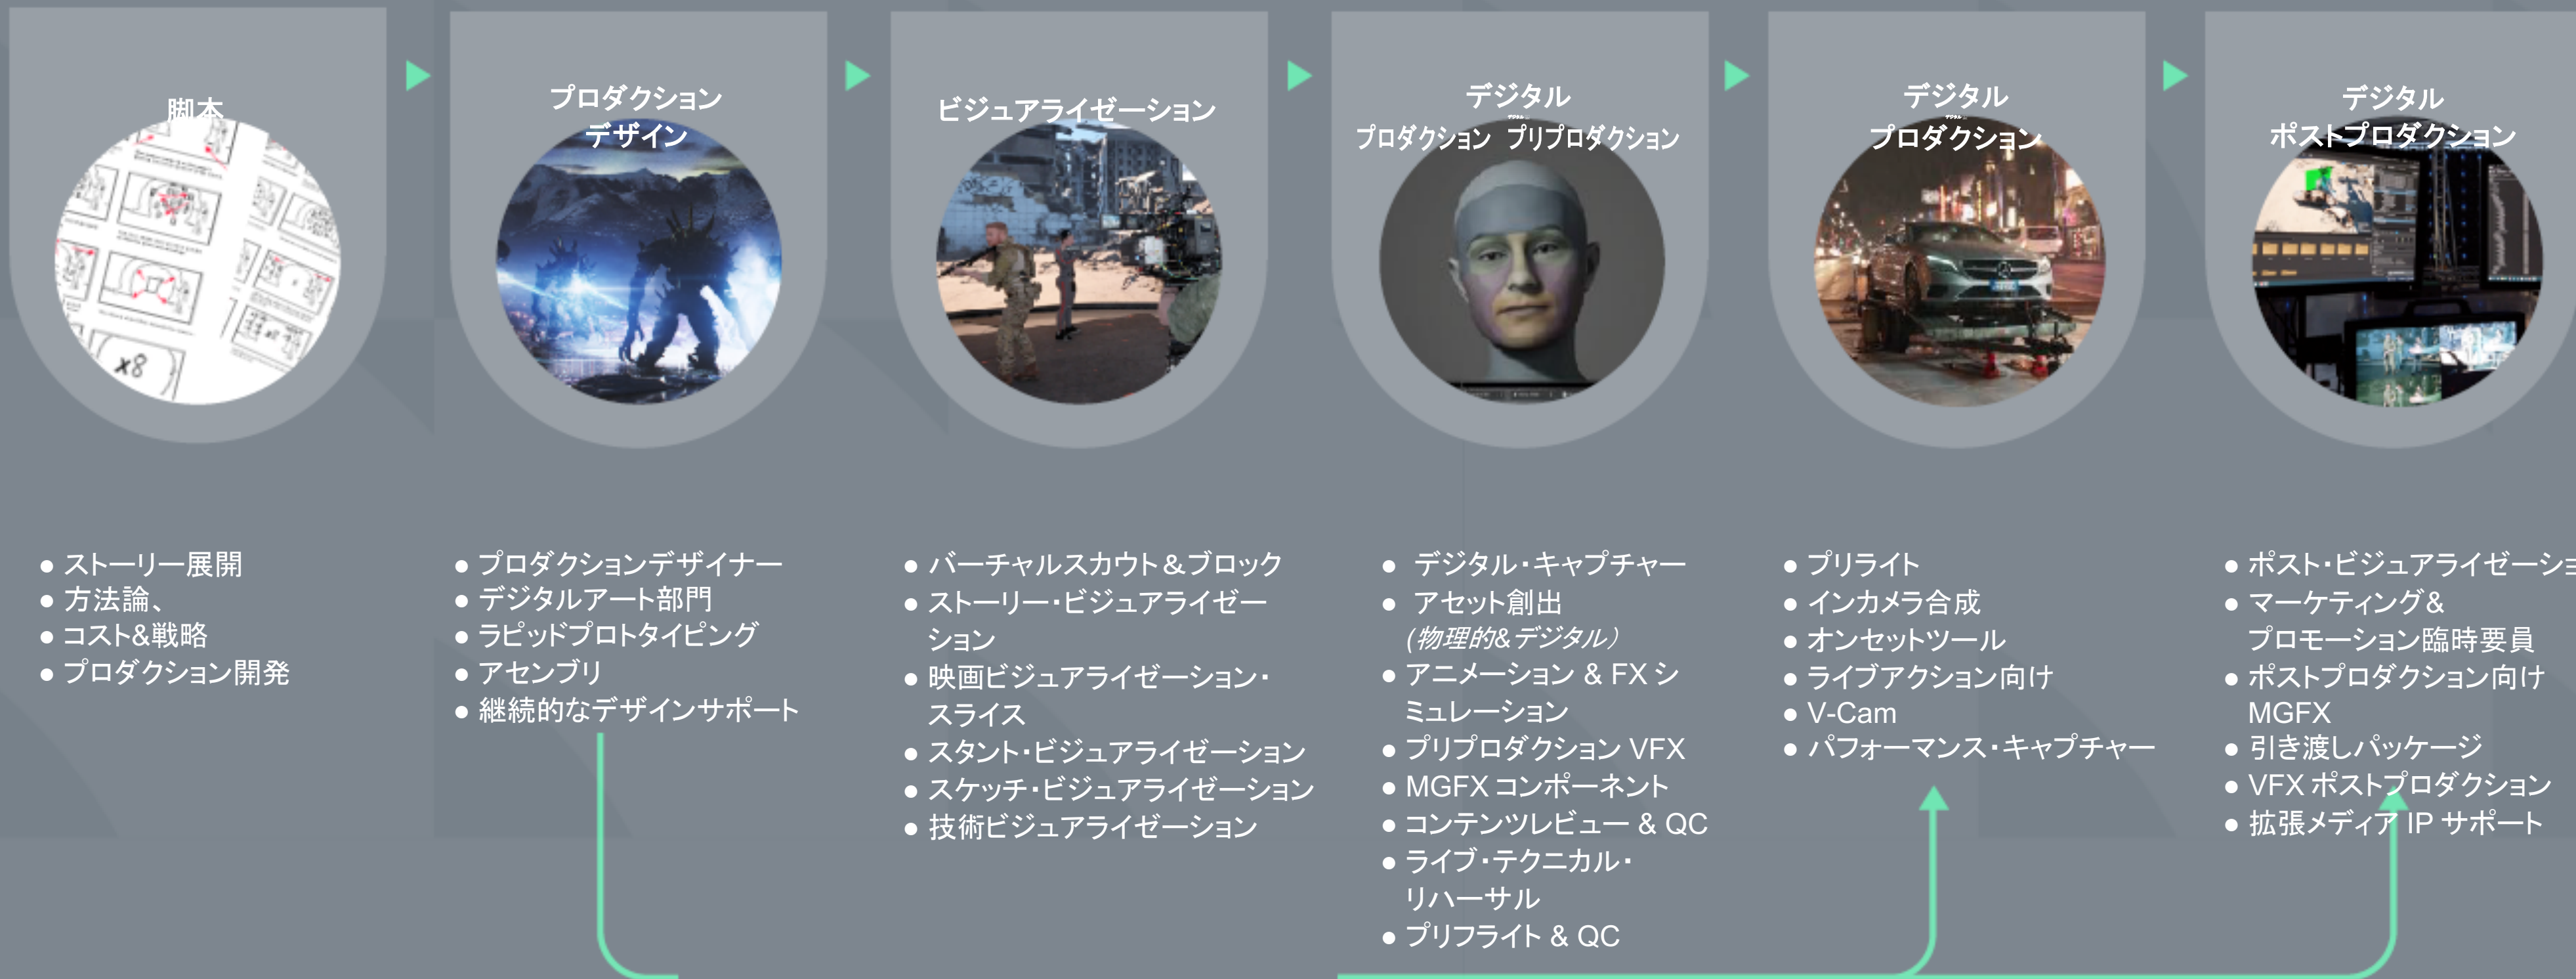 脚本
プロダクション
デザイン
ビジュアライゼーション
デジタル
プロダクション プリプロダクション
デジタル
プロダクション
デジタル
ポストプロダクション
x8
● ストーリー展開
● 方法論、
● コスト&戦略
● プロダクション開発
● プロダクションデザイナー
● デジタルアート部門
● ラピッドプロトタイピング
● アセンブリ
● 継続的なデザインサポート
● バーチャルスカウト＆ブロック
● ストーリー・ビジュアライゼー
ション
● 映画ビジュアライゼーション・
スライス
● スタント・ビジュアライゼーション
● スケッチ・ビジュアライゼーション
● 技術ビジュアライゼーション
● デジタル・キャプチャー
● アセット創出
(物理的&デジタル）
● アニメーション & FX シ
ミュレーション
● プリプロダクション VFX
● MGFX コンポーネント
● コンテンツレビュー & QC
● ライブ・テクニカル・
リハーサル
● プリフライト & QC
● プリライト
● インカメラ合成
● オンセットツール
● ライブアクション向け
● V-Cam
● パフォーマンス・キャプチャー
● ポスト・ビジュアライゼーショ
● マーケティング＆
プロモーション臨時要員
● ポストプロダクション向け
MGFX
● 引き渡しパッケージ
● VFX ポストプロダクション
● 拡張メディア IP サポート